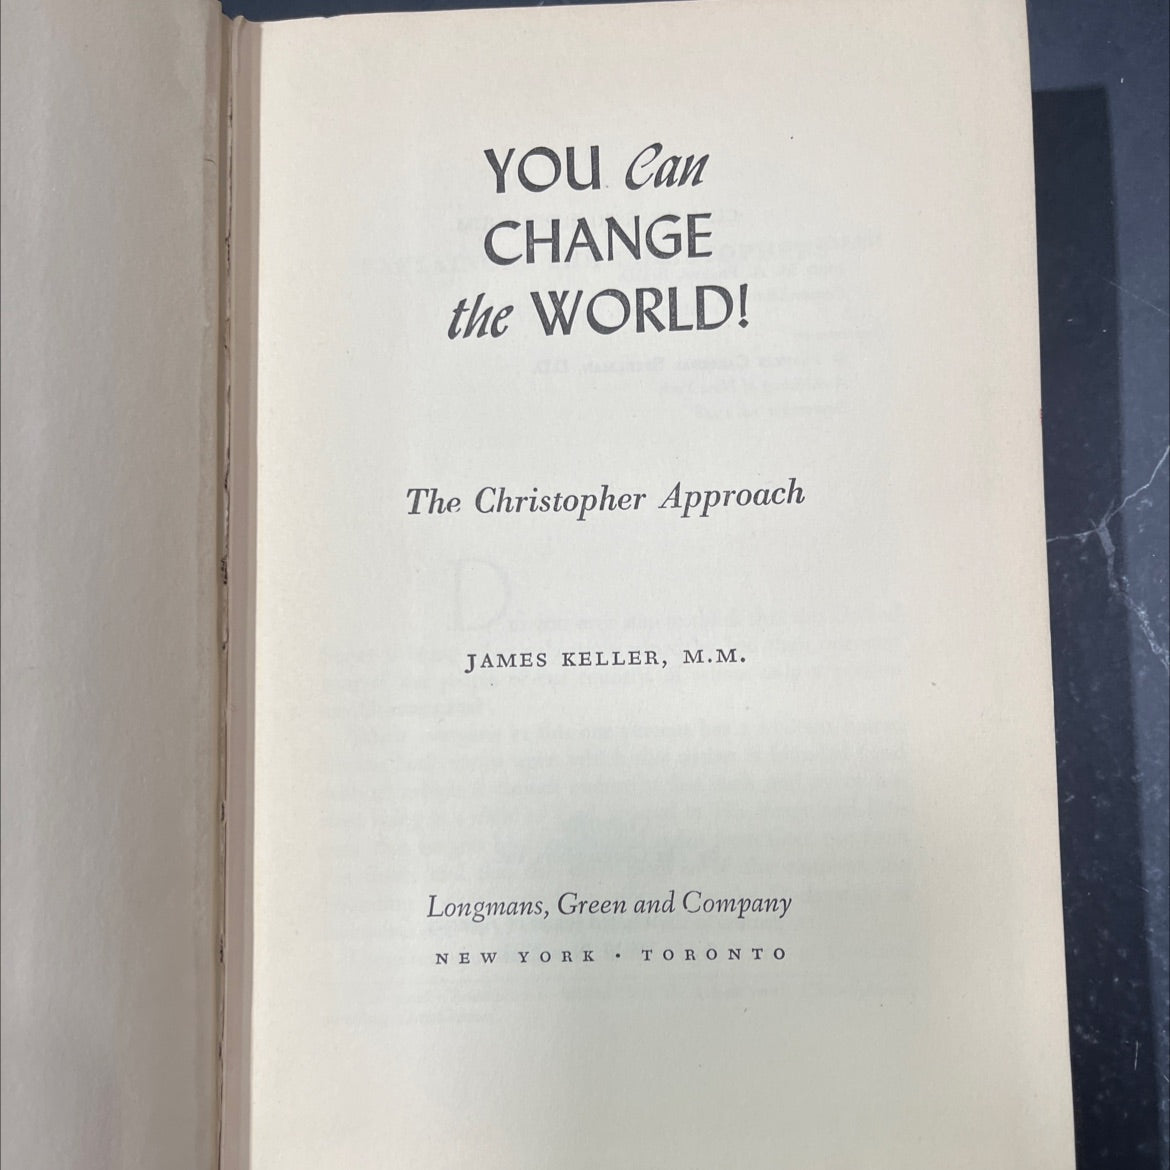 YOU Can
CHANGE
the WORLD!
The Christopher Approach
JAMES KELLER, M.M.
Longmans, Green and Company
NEW YORK · TORONTO